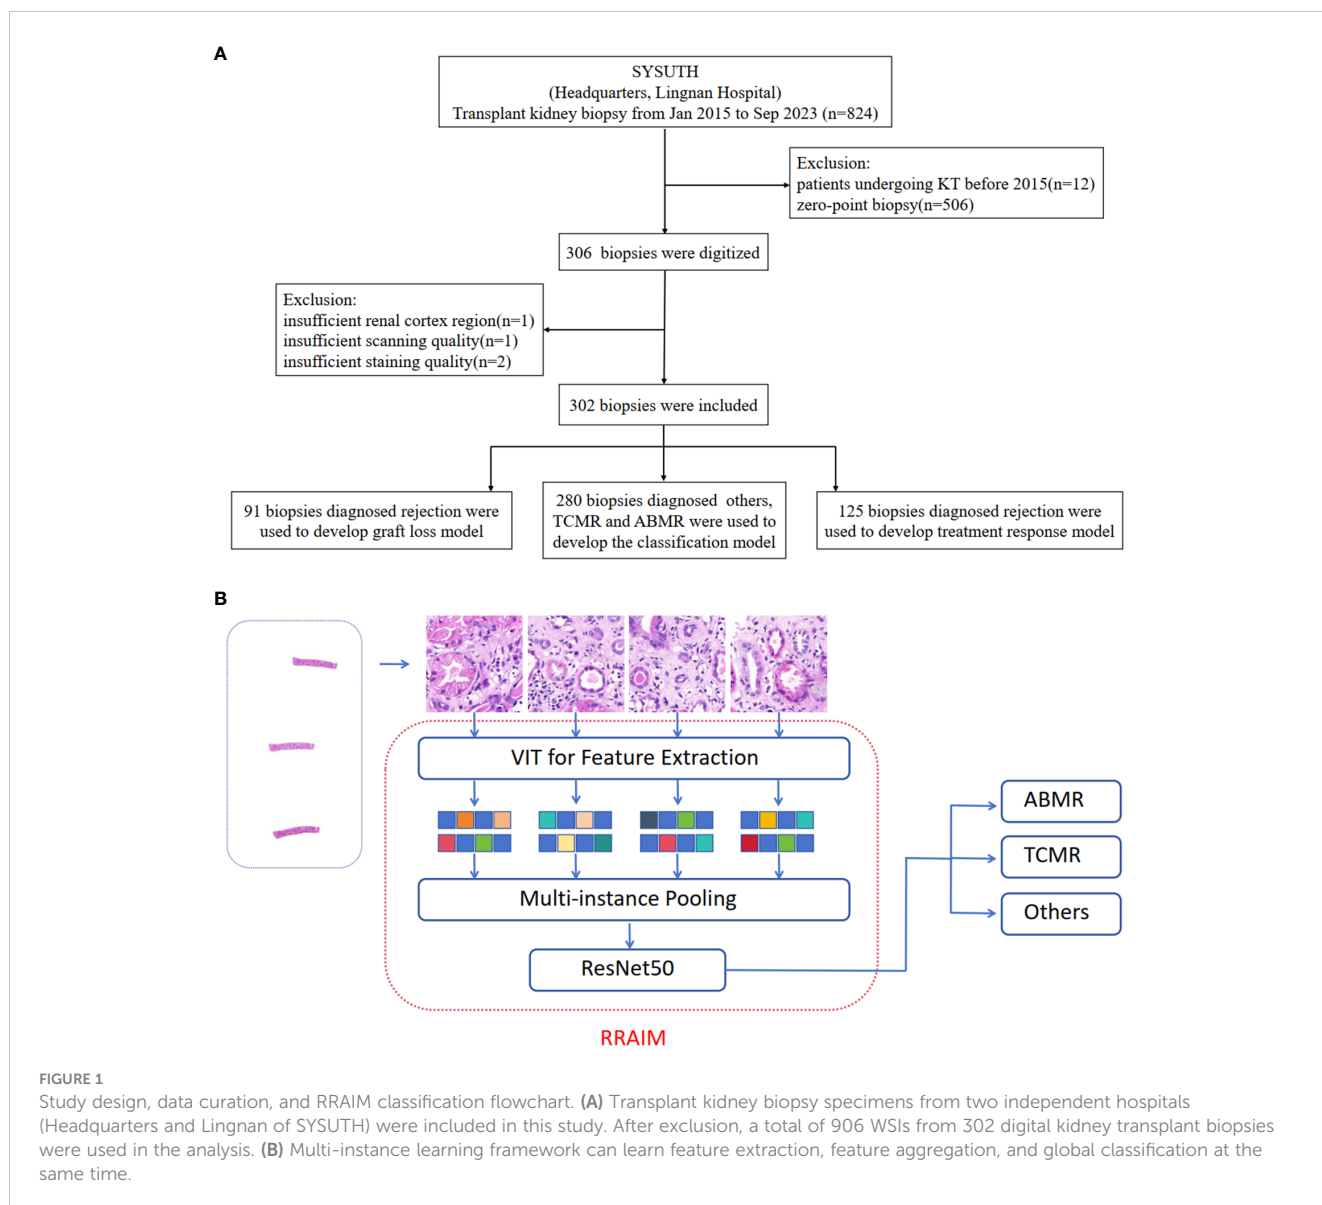 A
SYSUTH
(Headquarters, Lingnan Hospital)
Transplant kidney biopsy from Jan 2015 to Sep 2023 (n=824)
Exclusion:
patients undergoing KT before 2015(n=12)
zero-point biopsy(n=506)
306 biopsies were digitized
Exclusion:
insufficient renal cortex region(n=1)
insufficient scanning quality(n=1)
insufficient staining quality(n=2)
302 biopsies were included
91 biopsies diagnosed rejection were
used to develop graft loss model
280 biopsies diagnosed others,
TCMR and ABMR were used to
develop the classification model
125 biopsies diagnosed rejection were
used to develop treatment response model
B
VIT for Feature Extraction
Multi-instance Pooling
ResNet50
RRAIM
ABMR
TCMR
Others
FIGURE 1
Study design, data curation, and RRAIM classification flowchart. (A) Transplant kidney biopsy specimens from two independent hospitals
(Headquarters and Lingnan of SYSUTH) were included in this study. After exclusion, a total of 906 WSIs from 302 digital kidney transplant biopsies
were used in the analysis. (B) Multi-instance learning framework can learn feature extraction, feature aggregation, and global classification at the
same time.